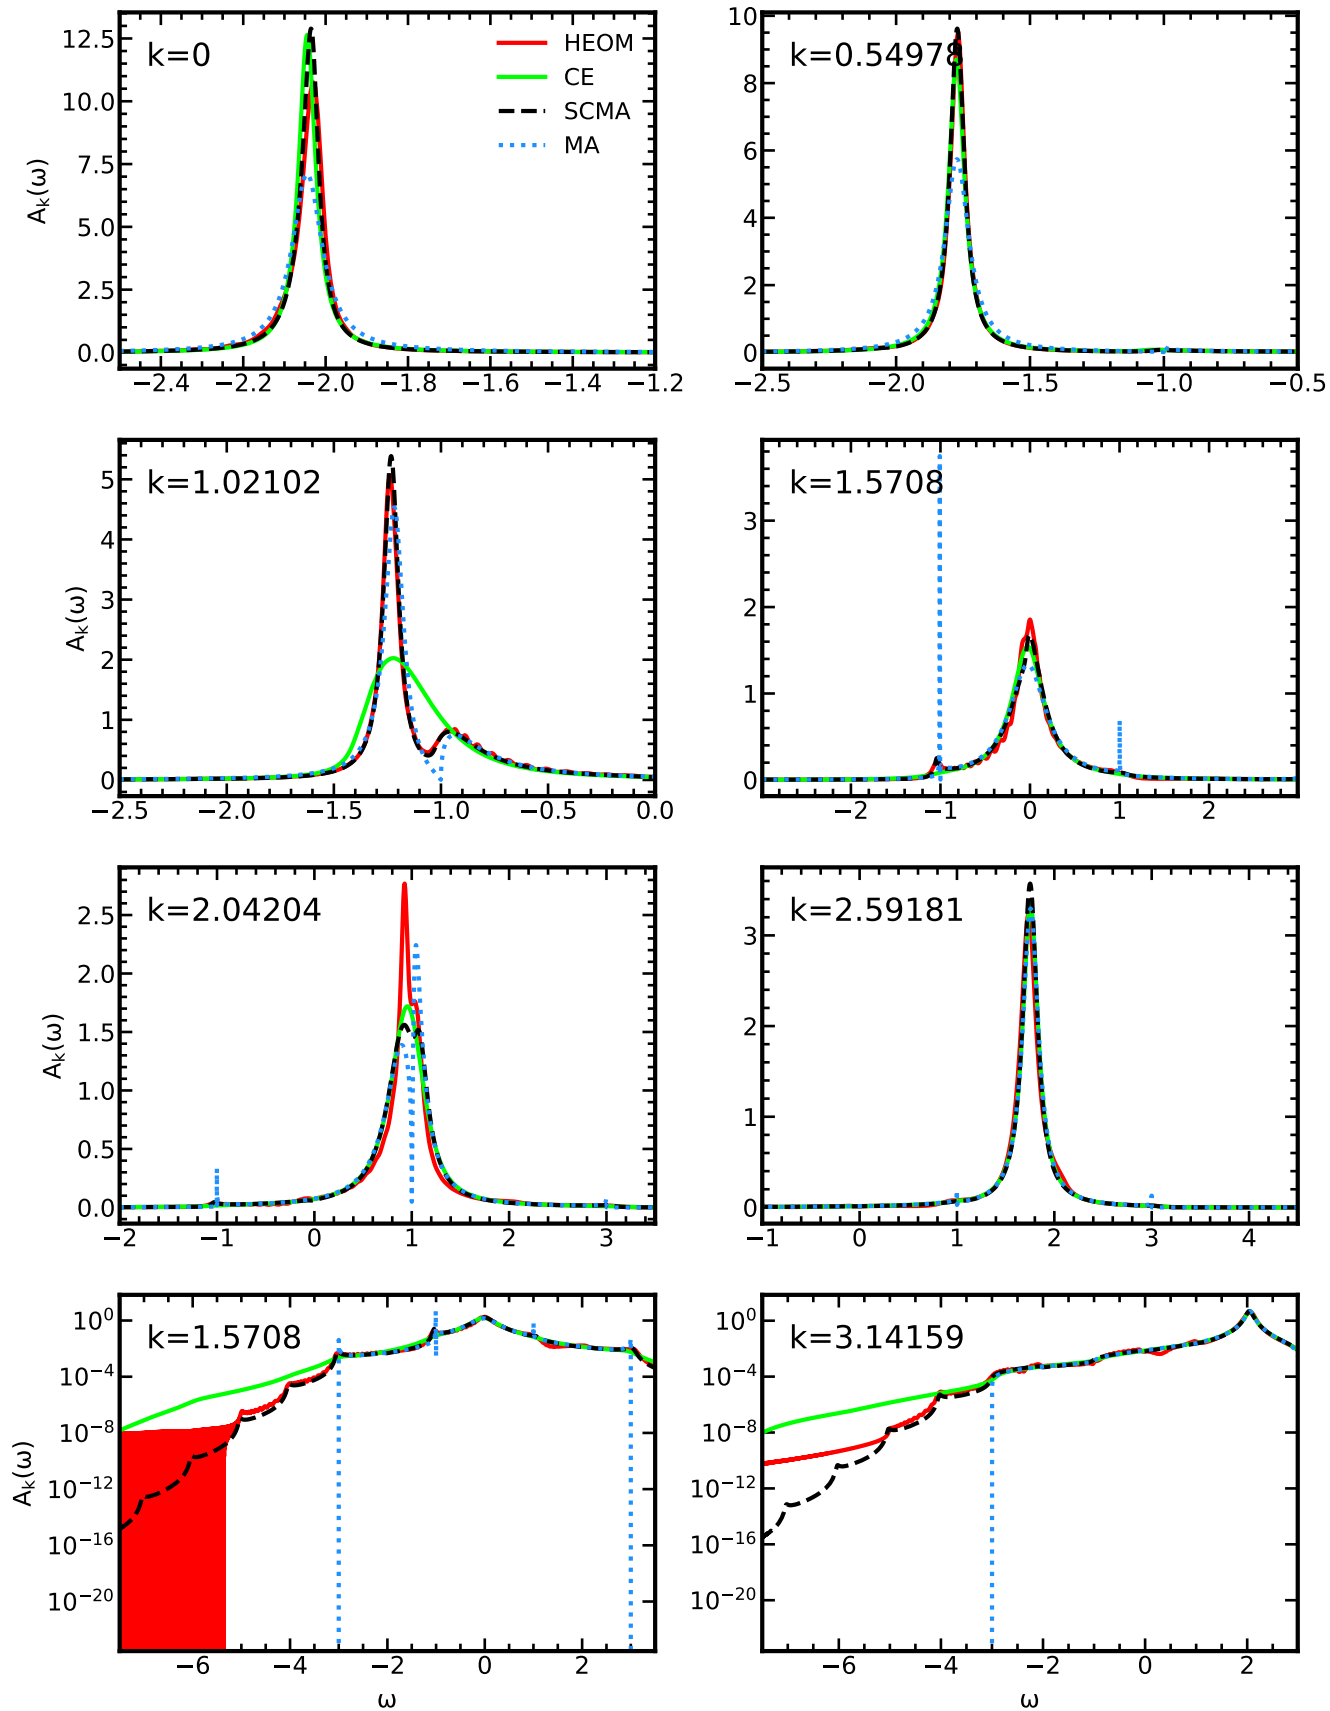 k=0
HEOM
CE
SCMA
MA
A_k(ω)
12.5
10.0
7.5
5.0
2.5
0.0
−2.4 −2.2 −2.0 −1.8 −1.6 −1.4 −1.2
k=0.54978
10
8
6
4
2
0
−2.5 −2.0 −1.5 −1.0 −0.5
k=1.02102
A_k(ω)
5
4
3
2
1
0
−2.5 −2.0 −1.5 −1.0 −0.5 0.0
k=1.5708
3
2
1
0
−2 −1 0 1 2
k=2.04204
A_k(ω)
2.5
2.0
1.5
1.0
0.5
0.0
−2 −1 0 1 2 3
k=2.59181
3
2
1
0
−1 0 1 2 3 4
k=1.5708
A_k(ω)
10^0
10^−4
10^−8
10^−12
10^−16
10^−20
−6 −4 −2 0 2
ω
k=3.14159
10^0
10^−4
10^−8
10^−12
10^−16
10^−20
−6 −4 −2 0 2
ω